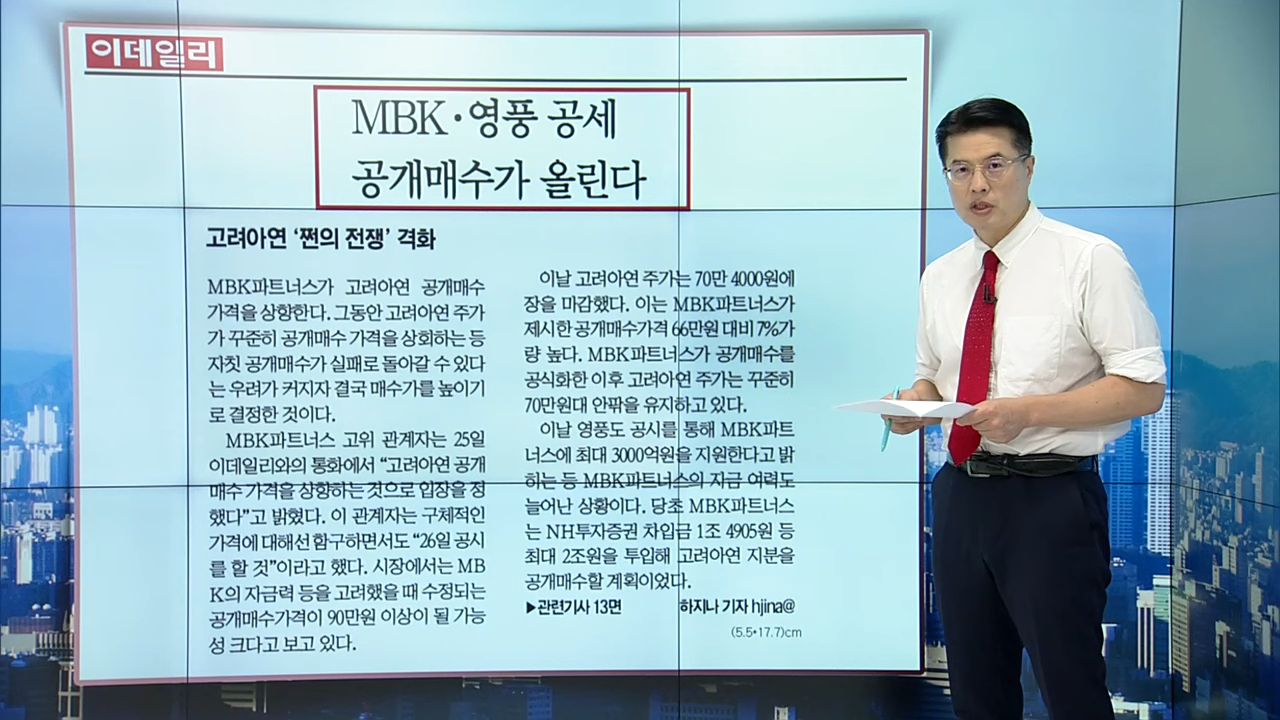 이데일리
MBK·영풍 공세
공개매수가 올린다
고려아연 ‘쩐의 전쟁’ 격화
MBK파트너스가 고려아연 공개매수
가격을 상향한다. 그동안 고려아연 주가
가 꾸준히 공개매수 가격을 상회하는 등
자칫 공개매수가 실패로 돌아갈 수 있다
는 우려가 커지자 결국 매수가를 높이기
로 결정한 것이다.
MBK파트너스 고위 관계자는 25일
이데일리와의 통화에서 “고려아연 공개
매수 가격을 상향하는 것으로 입장을 정
했다”고 밝혔다. 이 관계자는 구체적인
가격에 대해선 함구하면서도 “26일 공시
를 할 것”이라고 했다. 시장에서는 MB
K의 자금력 등을 고려했을 때 수정되는
공개매수가격이 90만원 이상이 될 가능
성 크다고 보고 있다.
이날 고려아연 주가는 70만 4000원에
장을 마감했다. 이는 MBK파트너스가
제시한 공개매수가격 66만원 대비 7%가
량 높다. MBK파트너스가 공개매수를
공식화한 이후 고려아연 주가는 꾸준히
70만원대 안팎을 유지하고 있다.
이날 영풍도 공시를 통해 MBK파트
너스에 최대 3000억원을 지원한다고 밝
히는 등 MBK파트너스의 자금 여력도
늘어난 상황이다. 당초 MBK파트너스
는 NH투자증권 차입금 1조 4905원 등
최대 2조원을 투입해 고려아연 지분을
공개매수할 계획이었다.
▶관련기사 13면 하지나 기자 hjina@
(5.5•17.7)cm